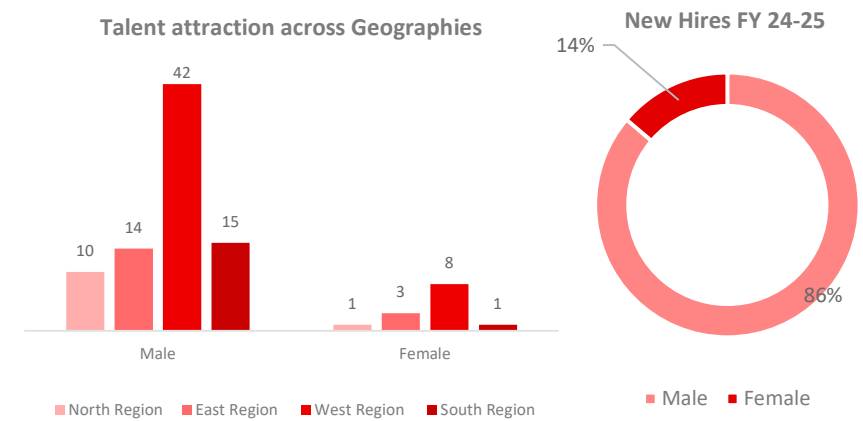 Talent attraction across Geographies
42
15
14
10
8
3
1
1
Male
Female
North Region East Region West Region South Region
New Hires FY 24-25
14%
86%
Male Female